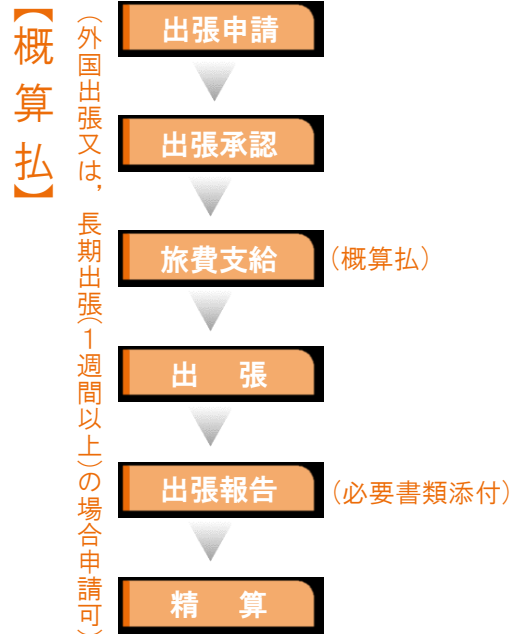 【概算払】
（外国出張又は，長期出張（１週間以上）の場合申請可）
出張申請
出張承認
旅費支給
（概算払）
出　張
出張報告
（必要書類添付）
精　算